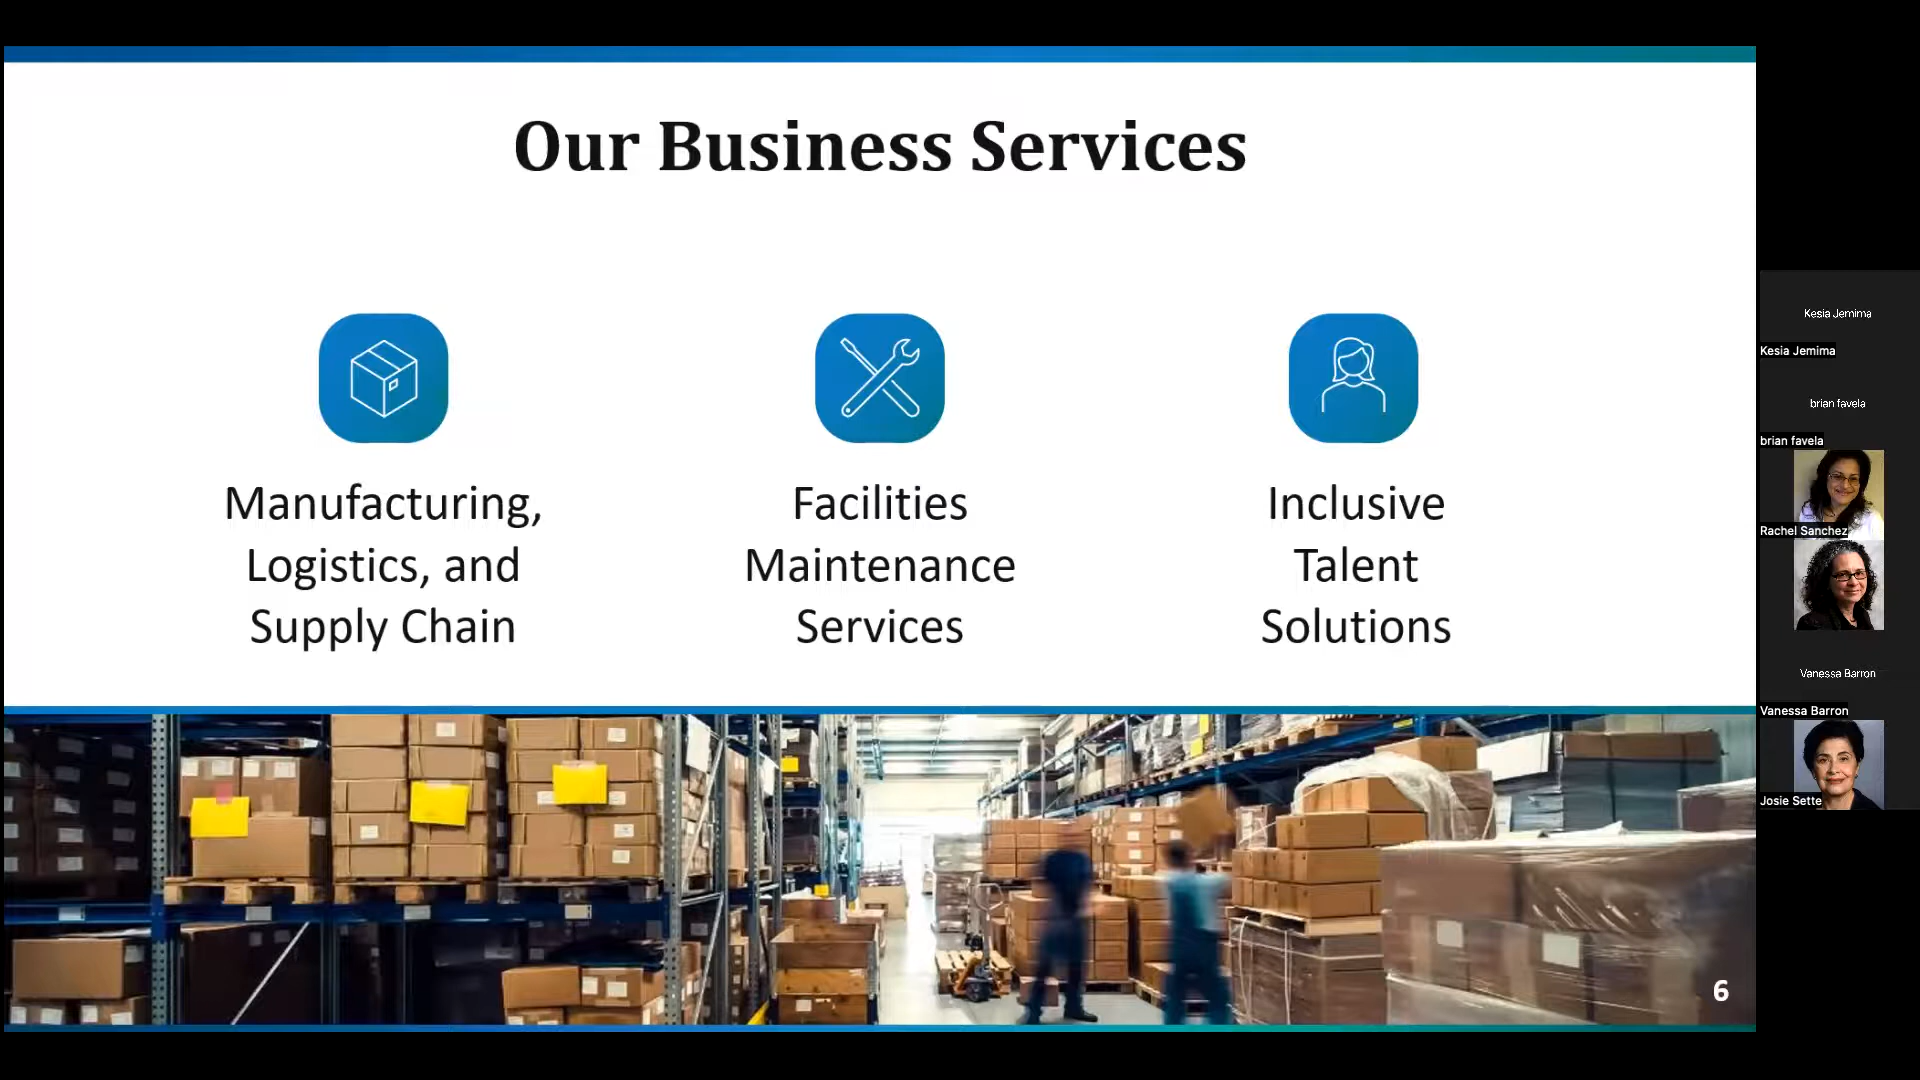 Our Business Services
Manufacturing,
Logistics, and
Supply Chain
Facilities
Maintenance
Services
Inclusive
Talent
Solutions
6
Kesia Jemima
Kesia Jemima
brian favela
brian favela
Rachel Sanchez
Vanessa Barron
Vanessa Barron
Josie Sette